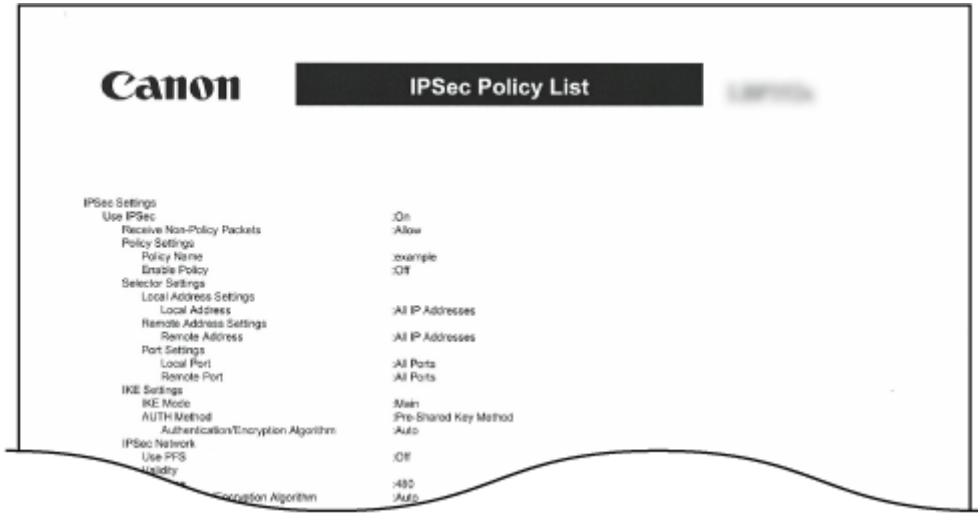 Canon
IPSec Policy List
IPSec Settings
Use IPSec :On
Receive Non-Policy Packets :Allow
Policy Settings
Policy Name :example
Enable Policy :Off
Selector Settings
Local Address Settings
Local Address :All IP Addresses
Remote Address Settings
Remote Address :All IP Addresses
Port Settings
Local Port :All Ports
Remote Port :All Ports
IKE Settings
IKE Mode :Main
AUTH Method :Pre-Shared Key Method
Authentication/Encryption Algorithm :Auto
IPSec Network
Use PFS :Off
Validity
:480
/Encryption Algorithm :Auto